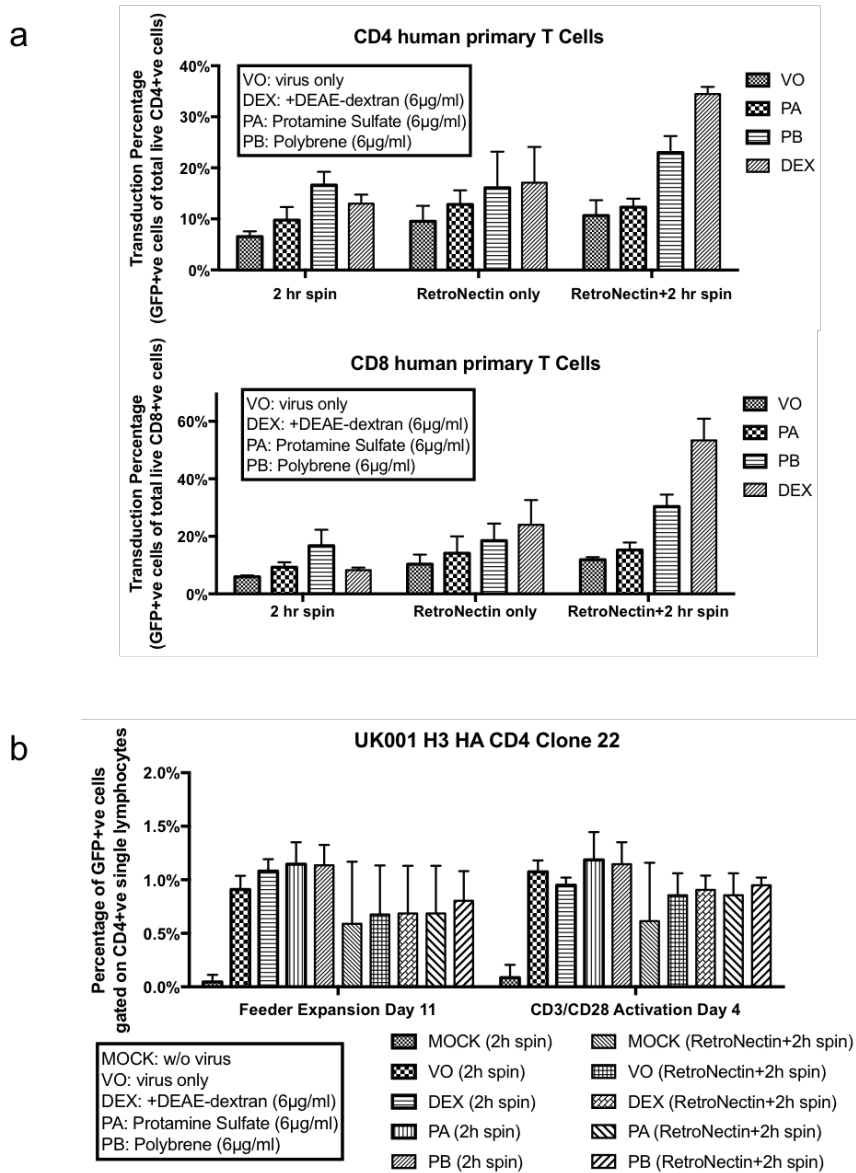 a
CD4 human primary T Cells
Transduction Percentage
(GFP+ve cells of total live CD4+ve cells)
40%
30%
20%
10%
0%
VO: virus only
DEX: +DEAE-dextran (6µg/ml)
PA: Protamine Sulfate (6µg/ml)
PB: Polybrene (6µg/ml)
VO
PA
PB
DEX
2 hr spin
RetroNectin only
RetroNectin+2 hr spin
CD8 human primary T Cells
Transduction Percentage
(GFP+ve cells of total live CD8+ve cells)
60%
40%
20%
0%
VO: virus only
DEX: +DEAE-dextran (6µg/ml)
PA: Protamine Sulfate (6µg/ml)
PB: Polybrene (6µg/ml)
VO
PA
PB
DEX
2 hr spin
RetroNectin only
RetroNectin+2 hr spin
b
UK001 H3 HA CD4 Clone 22
Percentage of GFP+ve cells
gated on CD4+ve single lymphocytes
2.0%
1.5%
1.0%
0.5%
0.0%
Feeder Expansion Day 11
CD3/CD28 Activation Day 4
MOCK: w/o virus
VO: virus only
DEX: +DEAE-dextran (6µg/ml)
PA: Protamine Sulfate (6µg/ml)
PB: Polybrene (6µg/ml)
MOCK (2h spin)
VO (2h spin)
DEX (2h spin)
PA (2h spin)
PB (2h spin)
MOCK (RetroNectin+2h spin)
VO (RetroNectin+2h spin)
DEX (RetroNectin+2h spin)
PA (RetroNectin+2h spin)
PB (RetroNectin+2h spin)